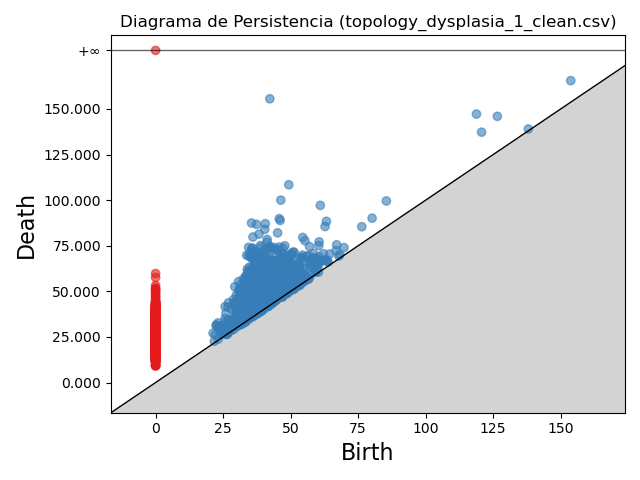 Diagrama de Persistencia (topology_dysplasia_1_clean.csv)
+∞
150.000
125.000
100.000
75.000
50.000
25.000
0.000
Death
0 25 50 75 100 125 150
Birth